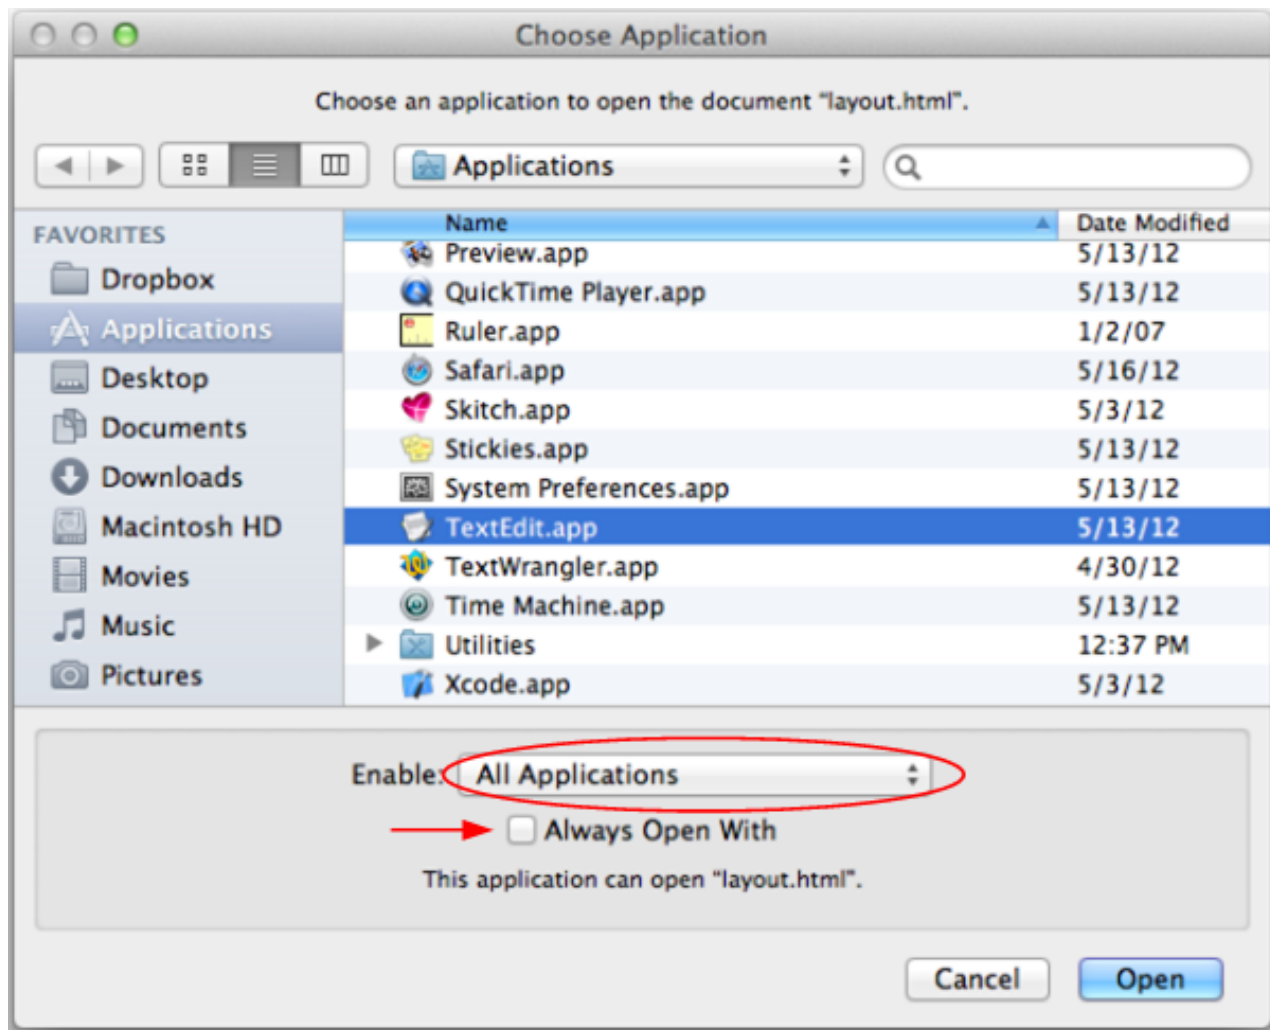 Choose Application
Choose an application to open the document “layout.html”.
Applications
FAVORITES
Dropbox
Applications
Desktop
Documents
Downloads
Macintosh HD
Movies
Music
Pictures
Name Date Modified
Preview.app 5/13/12
QuickTime Player.app 5/13/12
Ruler.app 1/2/07
Safari.app 5/16/12
Skitch.app 5/3/12
Stickies.app 5/13/12
System Preferences.app 5/13/12
TextEdit.app 5/13/12
TextWrangler.app 4/30/12
Time Machine.app 5/13/12
Utilities 12:37 PM
Xcode.app 5/3/12
Enable: All Applications
Always Open With
This application can open “layout.html”.
Cancel Open